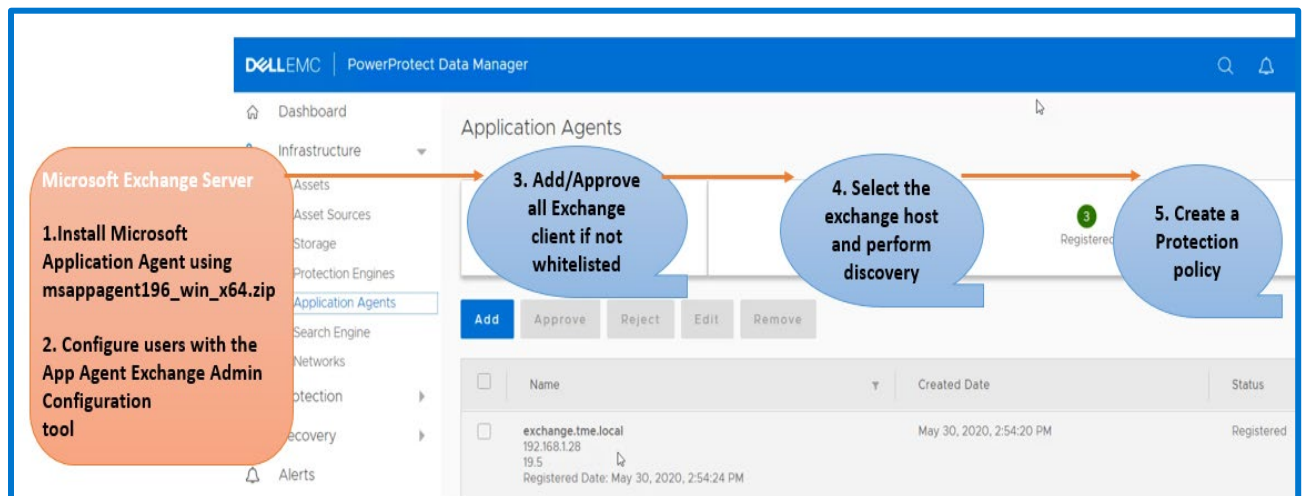 DELLEMC | PowerProtect Data Manager
Dashboard
Infrastructure
Assets
Asset Sources
Storage
Protection Engines
Application Agents
Search Engine
Networks
Alerts
Microsoft Exchange Server
1.Install Microsoft
Application Agent using
msappagent196_win_x64.zip
2. Configure users with the
App Agent Exchange Admin
Configuration
tool
Application Agents
3. Add/Approve
all Exchange
client if not
whitelisted
4. Select the
exchange host
and perform
discovery
3
Registered
5. Create a
Protection
policy
Add Approve Reject Edit Remove
Name Created Date Status
exchange.tme.local May 30, 2020, 2:54:20 PM Registered
192.168.1.28
19.5
Registered Date: May 30, 2020, 2:54:24 PM